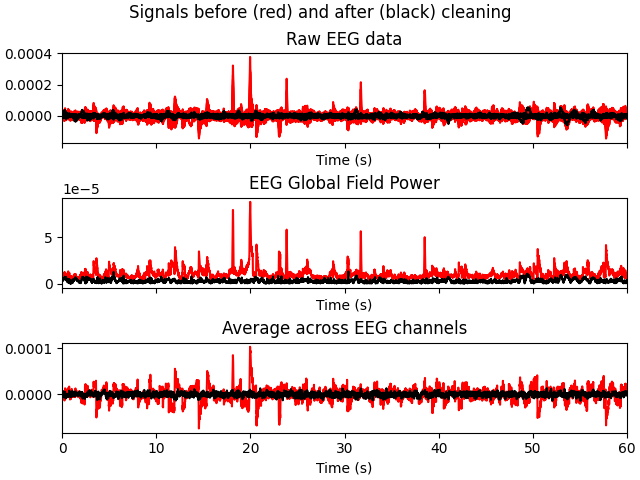 Signals before (red) and after (black) cleaning
Raw EEG data
0.0004
0.0002
0.0000
Time (s)
EEG Global Field Power
1e−5
5
0
Time (s)
Average across EEG channels
0.0001
0.0000
0 10 20 30 40 50 60
Time (s)